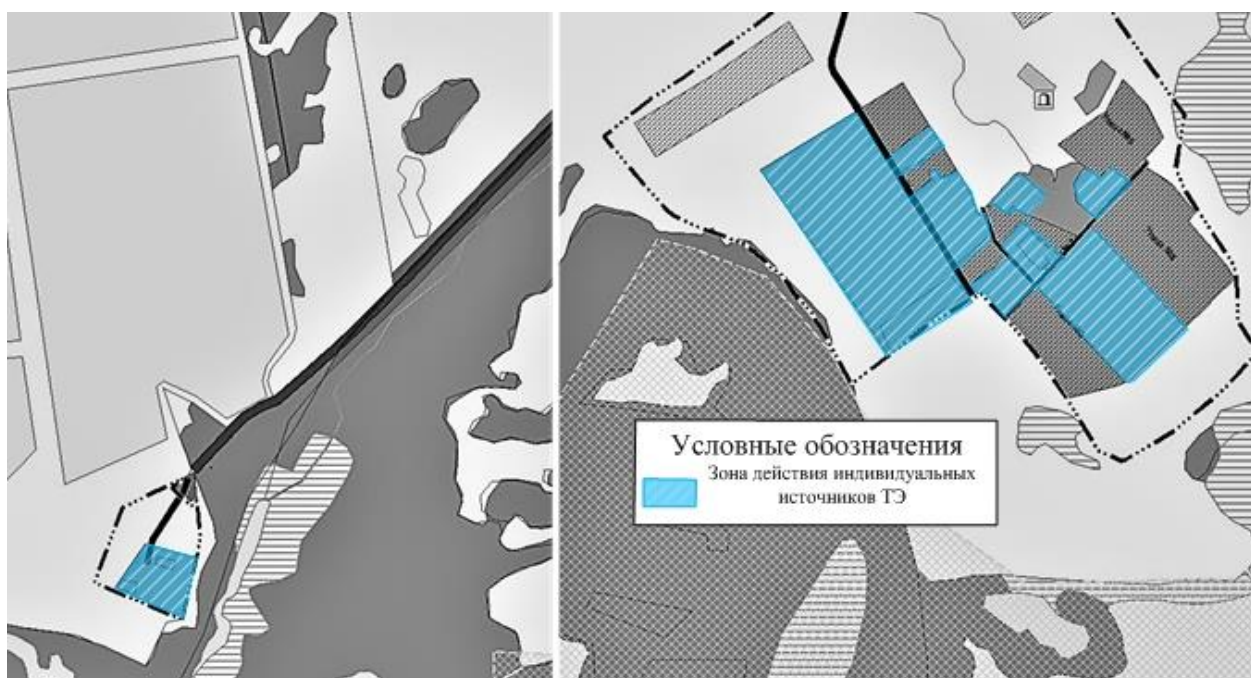 Условные обозначения
Зона действия индивидуальных
источников ТЭ